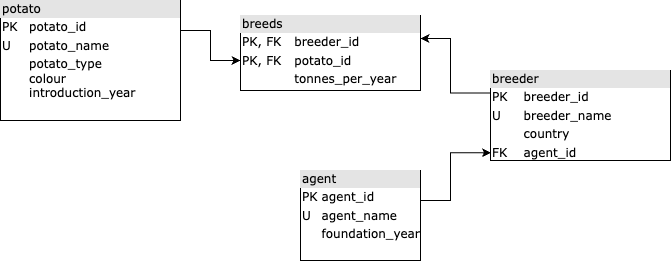 potato
PK potato_id
U potato_name
potato_type
colour
introduction_year
breeds
PK, FK breeder_id
PK, FK potato_id
tonnes_per_year
breeder
PK breeder_id
U breeder_name
country
FK agent_id
agent
PK agent_id
U agent_name
foundation_year